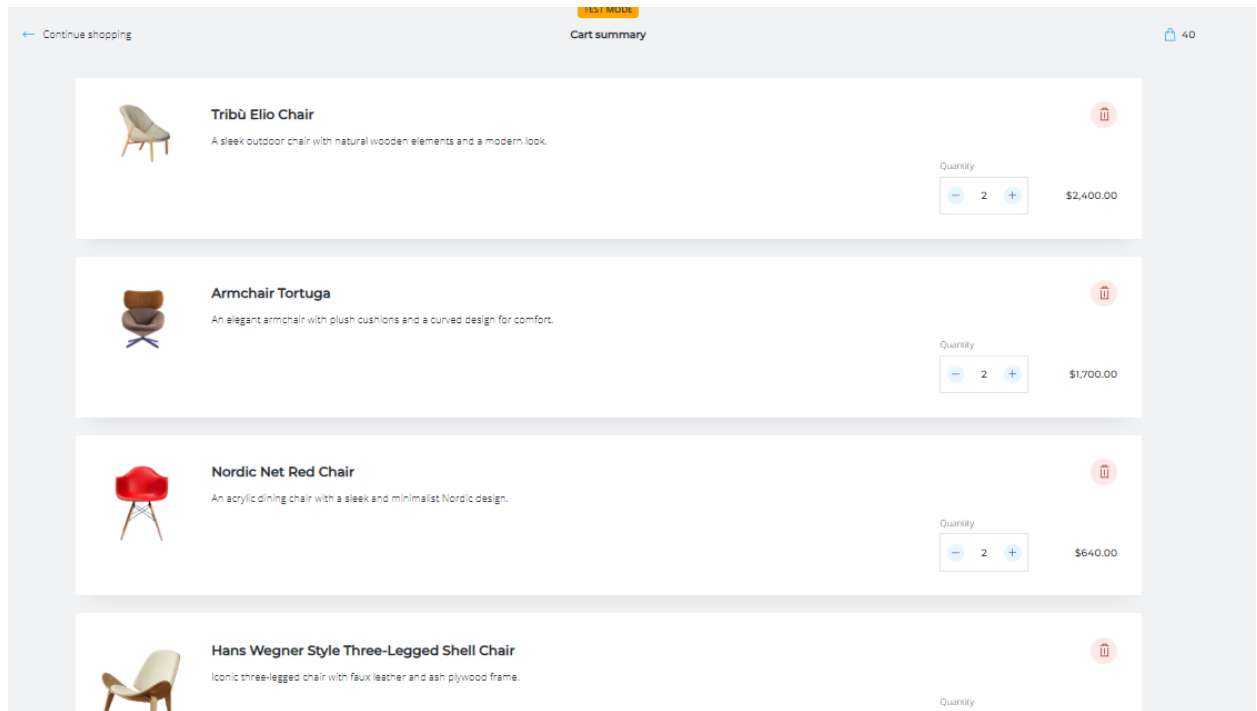 TEST MODE
Continue shopping
Cart summary
40
Tribù Elio Chair
A sleek outdoor chair with natural wooden elements and a modern look.
Quantity
2
$2,400.00
Armchair Tortuga
An elegant armchair with plush cushions and a curved design for comfort.
Quantity
2
$1,700.00
Nordic Net Red Chair
An acrylic dining chair with a sleek and minimalist Nordic design.
Quantity
2
$640.00
Hans Wegner Style Three-Legged Shell Chair
Iconic three-legged chair with faux leather and ash plywood frame.
Quantity